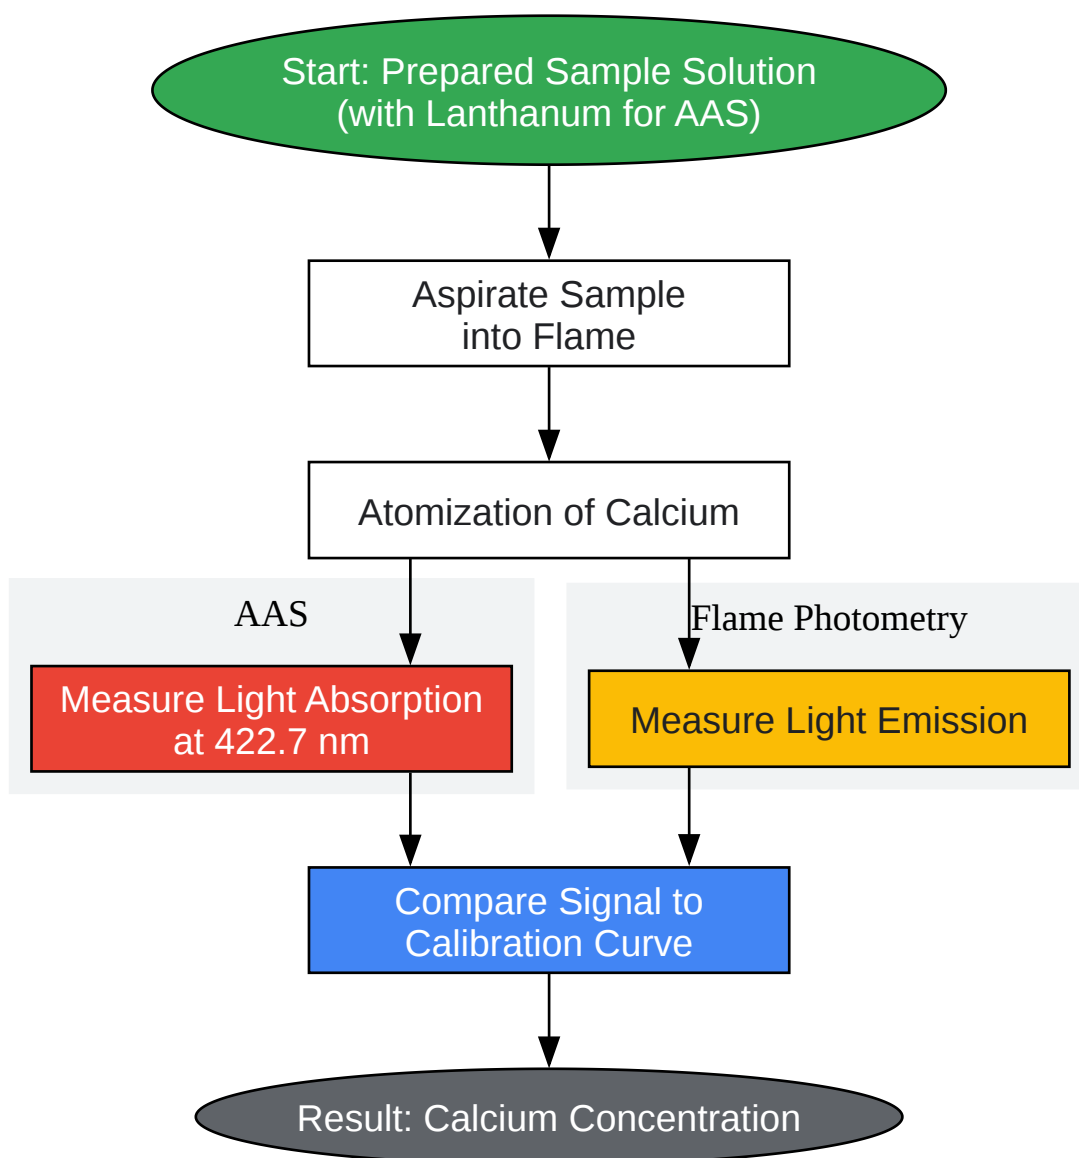 Start: Prepared Sample Solution
(with Lanthanum for AAS)
Aspirate Sample
into Flame
Atomization of Calcium
AAS
Measure Light Absorption
at 422.7 nm
Flame Photometry
Measure Light Emission
Compare Signal to
Calibration Curve
Result: Calcium Concentration